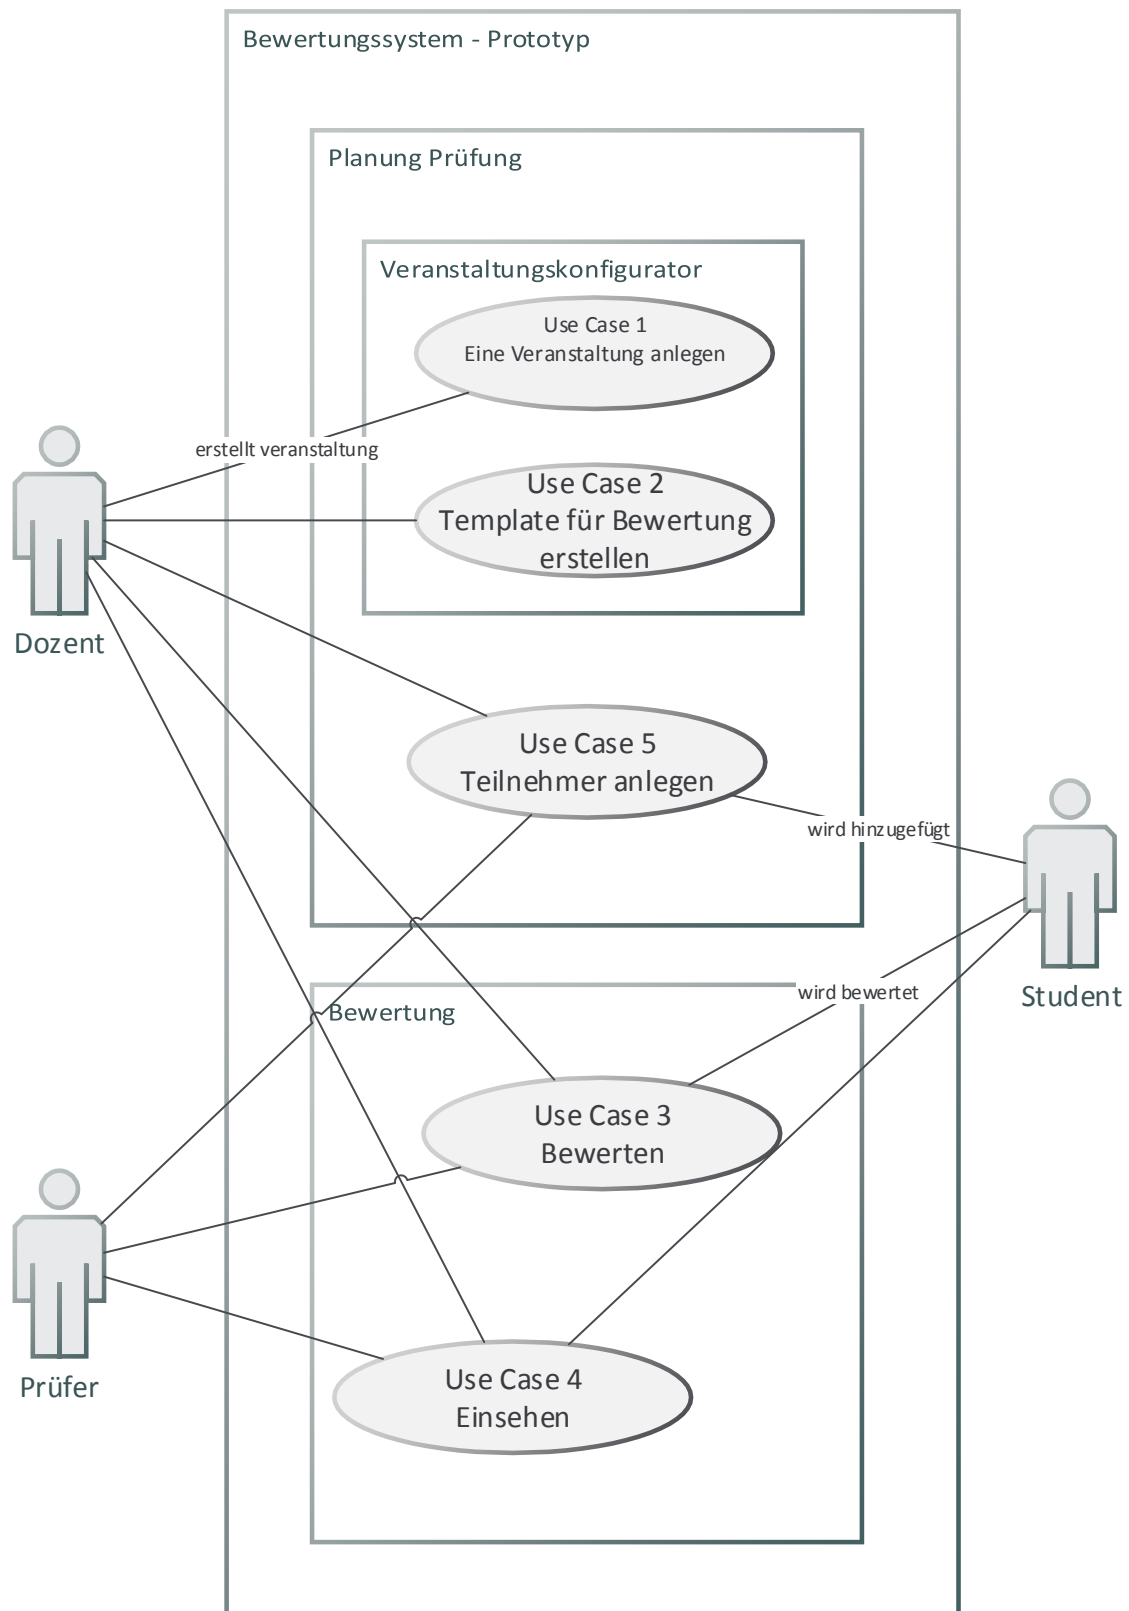 Bewertungssystem - Prototyp
Planung Prüfung
Veranstaltungskonfigurator
Use Case 1
Eine Veranstaltung anlegen
erstellt veranstaltung
Use Case 2
Template für Bewertung
erstellen
Dozent
Use Case 5
Teilnehmer anlegen
wird hinzugefügt
Student
wird bewertet
Bewertung
Use Case 3
Bewerten
Prüfer
Use Case 4
Einsehen